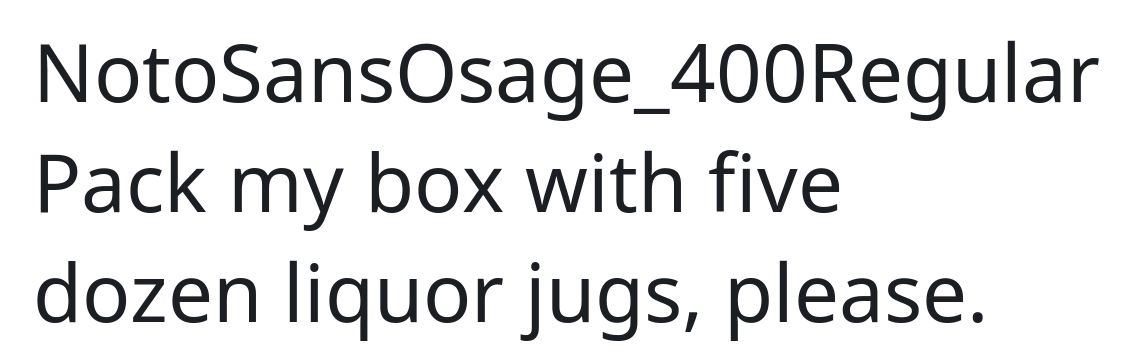 NotoSansOsage_400Regular
Pack my box with five
dozen liquor jugs, please.